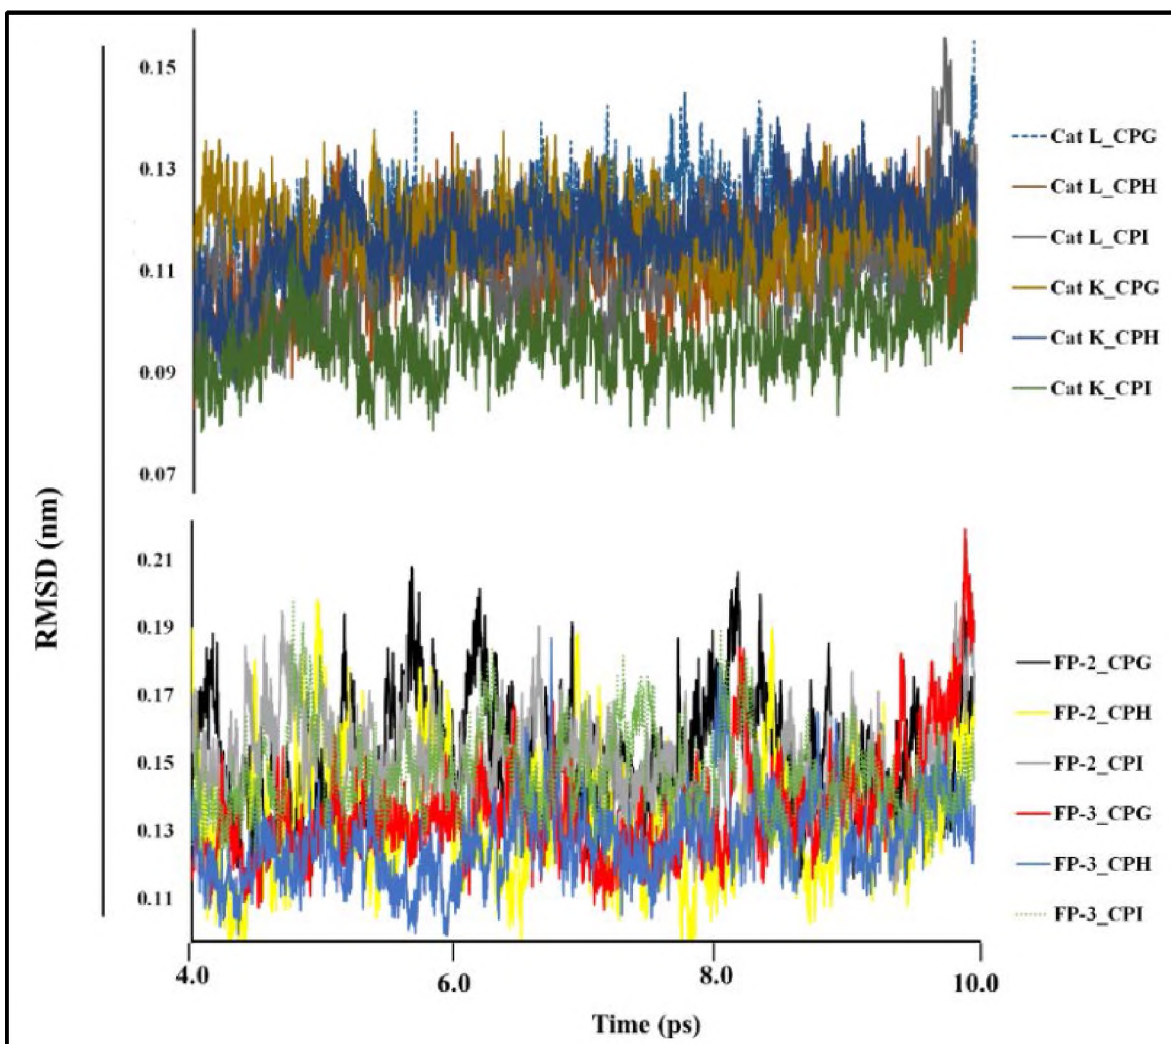 0.15
0.13
0.11
0.09
0.07
Cat L_CPG
Cat L_CPH
Cat L_CPI
Cat K_CPG
Cat K_CPH
Cat K_CPI
RMSD (nm)
0.21
0.19
0.17
0.15
0.13
0.11
FP-2_CPG
FP-2_CPH
FP-2_CPI
FP-3_CPG
FP-3_CPH
FP-3_CPI
4.0 6.0 8.0 10.0
Time (ps)